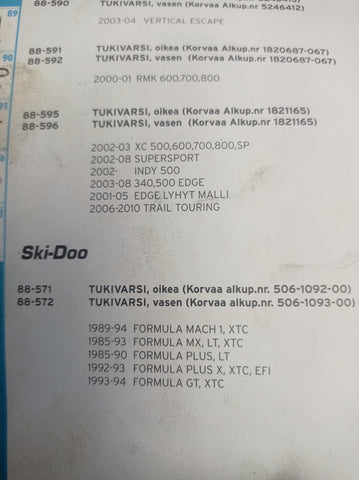 88-590 TUKIVARSI, vasen (Korvaa Alkup.nr 5246412)
2003-04 VERTICAL ESCAPE
88-591 TUKIVARSI, oikea (Korvaa Alkup.nr 1820687-067)
88-592 TUKIVARSI, vasen (Korvaa Alkup.nr 1820687-067)
2000-01 RMK 600,700,800
88-595 TUKIVARSI, oikea (Korvaa Alkup.nr 1821165)
88-596 TUKIVARSI, vasen (Korvaa Alkup.nr 1821165)
2002-03 XC 500,600,700,800,SP
2002-08 SUPERSPORT
2002- INDY 500
2003-08 340,500 EDGE
2001-05 EDGE LYHYT MALLI
2006-2010 TRAIL TOURING
Ski-Doo
88-571 TUKIVARSI, oikea (Korvaa alkup.nr. 506-1092-00)
88-572 TUKIVARSI, vasen (Korvaa alkup.nr. 506-1093-00)
1989-94 FORMULA MACH 1, XTC
1985-93 FORMULA MX, LT, XTC
1985-90 FORMULA PLUS, LT
1992-93 FORMULA PLUS X, XTC, EFI
1993-94 FORMULA GT, XTC
89
90